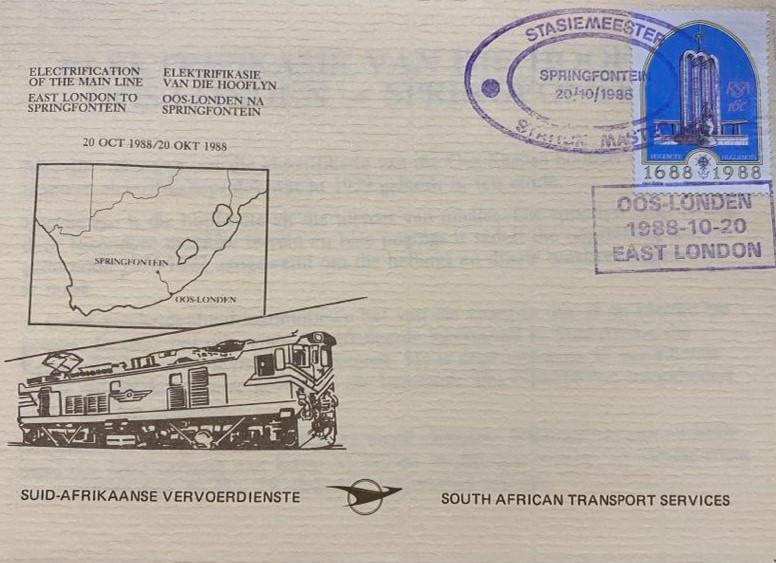 ELECTRIFICATION
OF THE MAIN LINE
EAST LONDON TO
SPRINGFONTEIN
ELEKTRIFIKASIE
VAN DIE HOOFLYN
OOS-LONDEN NA
SPRINGFONTEIN
20 OCT 1988/20 OKT 1988
SPRINGFONTEIN
OOS-LONDEN
STASIEMEESTER
SPRINGFONTEIN
20/10/1988
STATION MASTER
RSA
16c
HUGENOTE HUGUENOTS
1688 1988
OOS-LONDEN
1988-10-20
EAST LONDON
SUID-AFRIKAANSE VERVOERDIENSTE
SOUTH AFRICAN TRANSPORT SERVICES